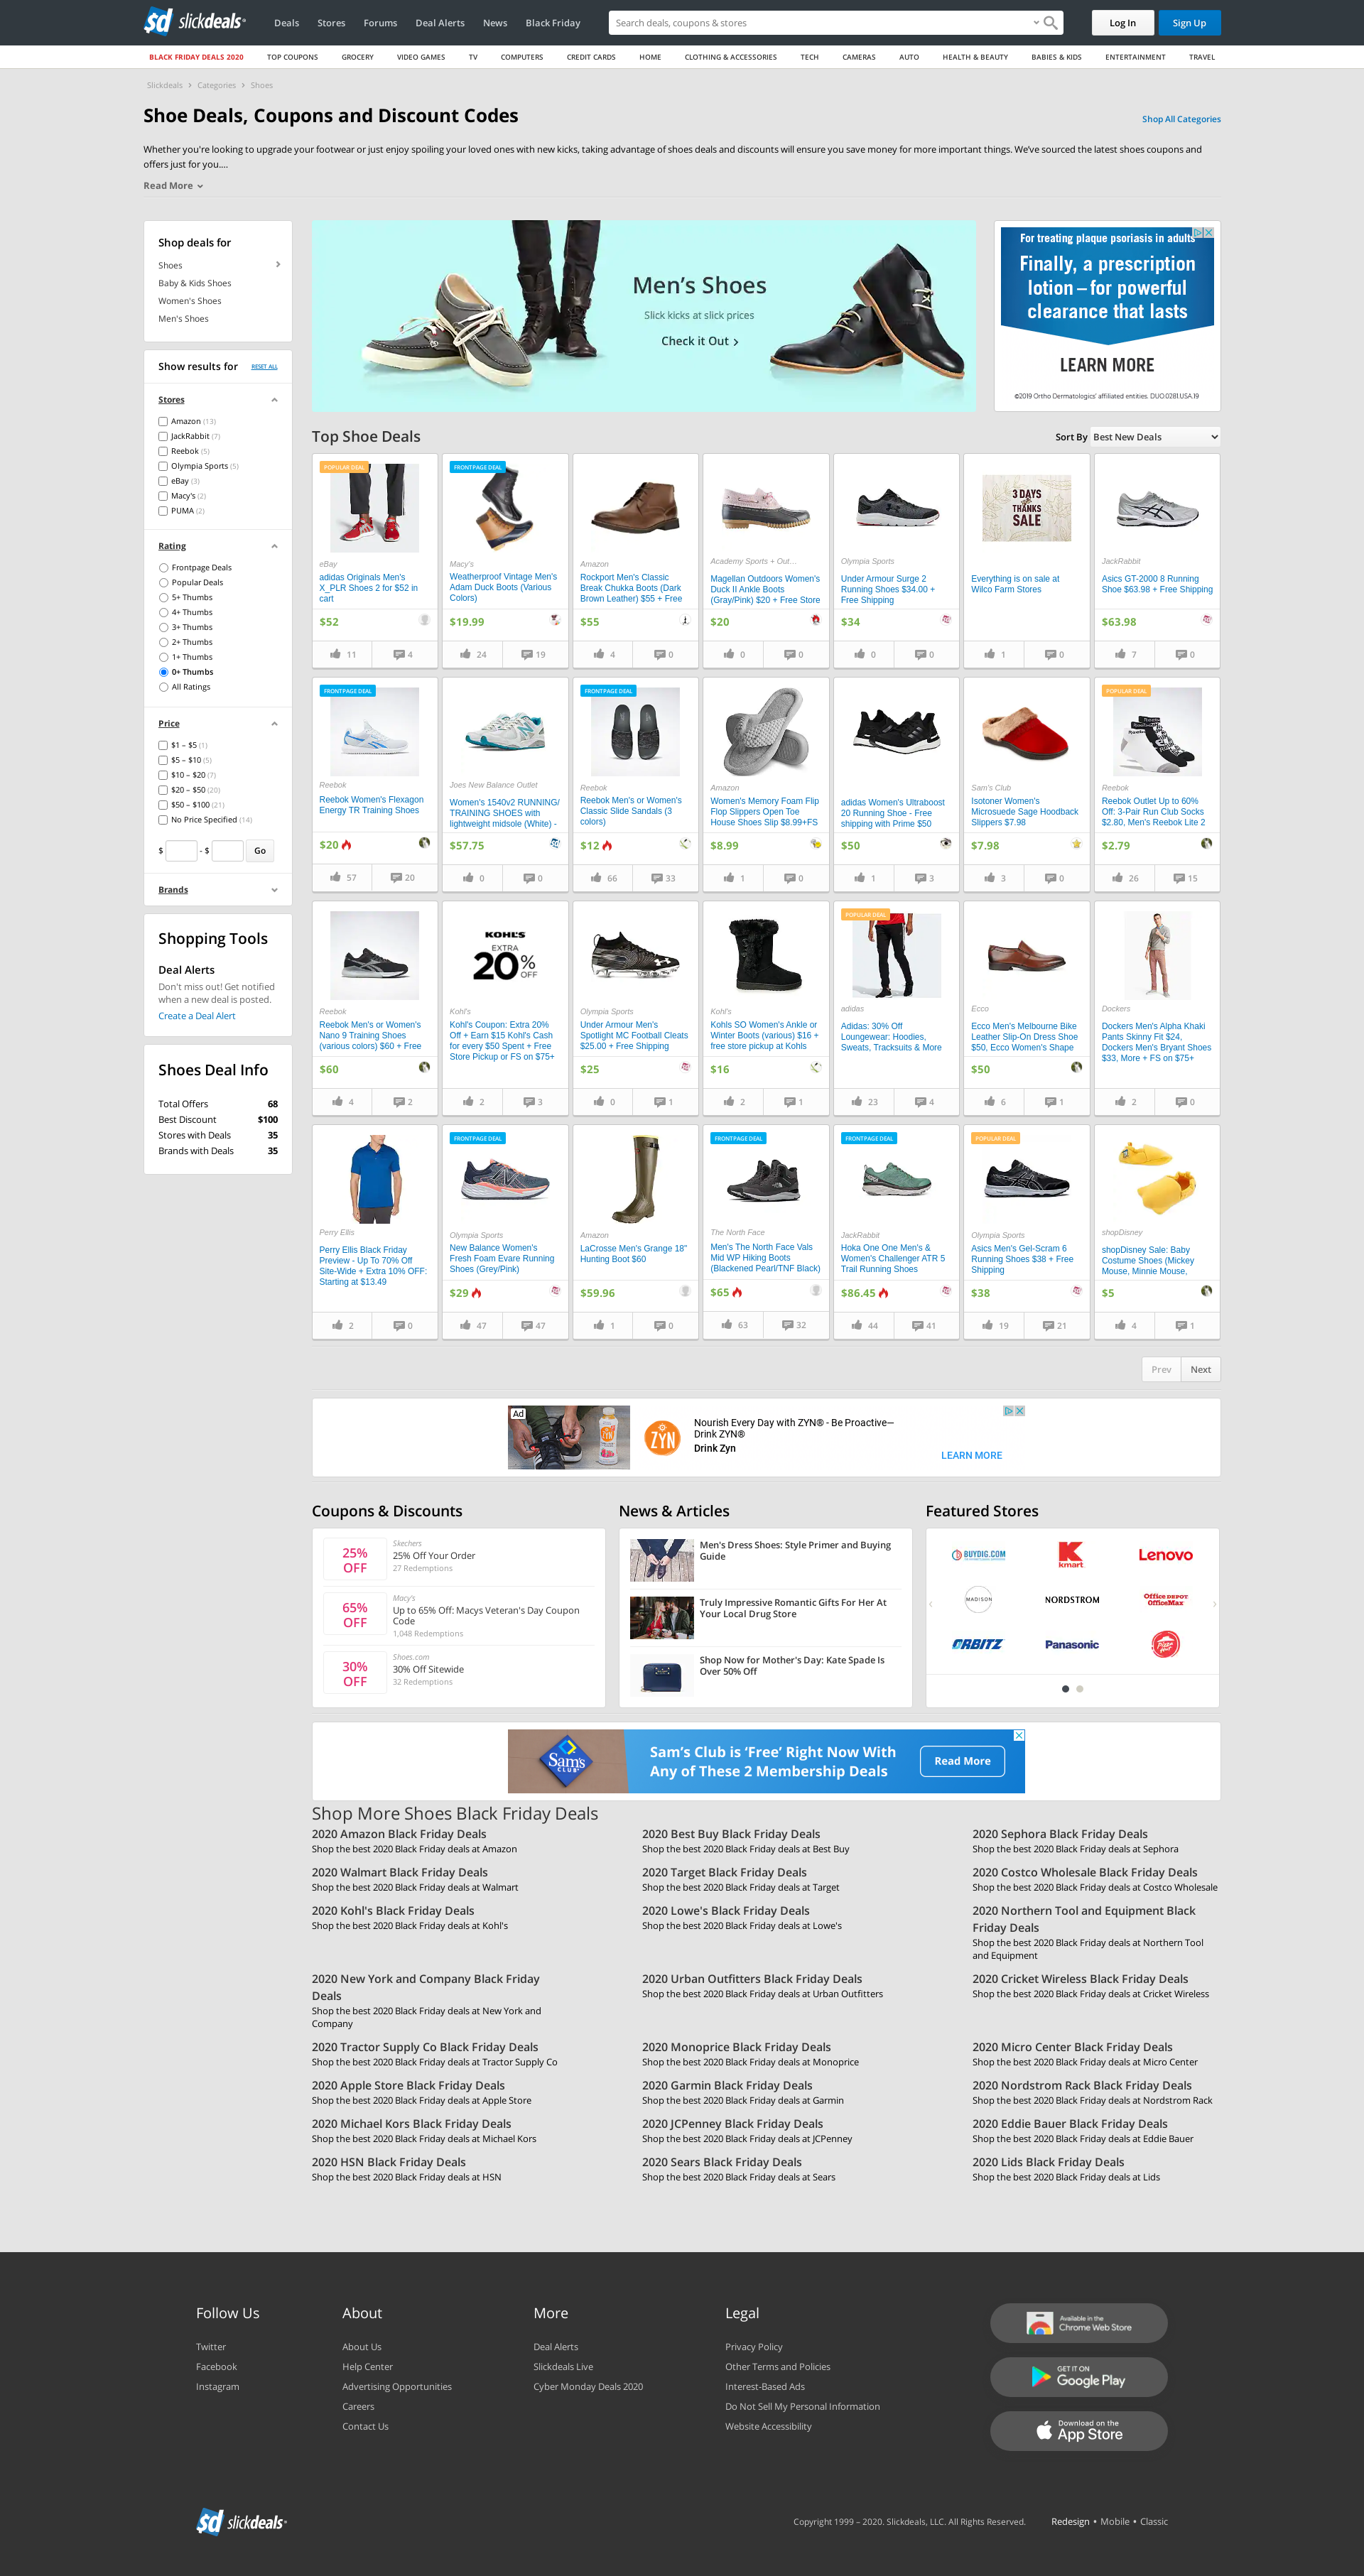 slickdeals
Deals Stores Forums Deal Alerts News Black Friday
Search deals, coupons & stores
Log In Sign Up
BLACK FRIDAY DEALS 2020 TOP COUPONS GROCERY VIDEO GAMES TV COMPUTERS CREDIT CARDS HOME CLOTHING & ACCESSORIES TECH CAMERAS AUTO HEALTH & BEAUTY BABIES & KIDS ENTERTAINMENT TRAVEL
Slickdeals › Categories › Shoes
Shoe Deals, Coupons and Discount Codes
Shop All Categories
Whether you're looking to upgrade your footwear or just enjoy spoiling your loved ones with new kicks, taking advantage of shoes deals and discounts will ensure you save money for more important things. We've sourced the latest shoes coupons and
offers just for you....
Read More
Shop deals for
Shoes
Baby & Kids Shoes
Women's Shoes
Men's Shoes
Show results for RESET ALL
Stores
Amazon (13)
JackRabbit (7)
Reebok (5)
Olympia Sports (5)
eBay (3)
Macy's (2)
PUMA (2)
Rating
Frontpage Deals
Popular Deals
5+ Thumbs
4+ Thumbs
3+ Thumbs
2+ Thumbs
1+ Thumbs
0+ Thumbs
All Ratings
Price
$1 – $5 (1)
$5 – $10 (5)
$10 – $20 (7)
$20 – $50 (20)
$50 – $100 (21)
No Price Specified (14)
$ - $ Go
Brands
Shopping Tools
Deal Alerts
Don't miss out! Get notified
when a new deal is posted.
Create a Deal Alert
Shoes Deal Info
Total Offers 68
Best Discount $100
Stores with Deals 35
Brands with Deals 35
Men's Shoes
Slick kicks at slick prices
Check it Out
For treating plaque psoriasis in adults
Finally, a prescription
lotion – for powerful
clearance that lasts
LEARN MORE
©2019 Ortho Dermatologics' affiliated entities. DUO.0281.USA.19
Top Shoe Deals
Sort By Best New Deals
POPULAR DEAL
eBay
adidas Originals Men's
X_PLR Shoes 2 for $52 in
cart
$52
11 4
FRONTPAGE DEAL
Macy's
Weatherproof Vintage Men's
Adam Duck Boots (Various
Colors)
$19.99
24 19
Amazon
Rockport Men's Classic
Break Chukka Boots (Dark
Brown Leather) $55 + Free
$55
4 0
Academy Sports + Out...
Magellan Outdoors Women's
Duck II Ankle Boots
(Gray/Pink) $20 + Free Store
$20
0 0
Olympia Sports
Under Armour Surge 2
Running Shoes $34.00 +
Free Shipping
$34
0 0
3 DAYS
of
THANKS
SALE
Everything is on sale at
Wilco Farm Stores
1 0
JackRabbit
Asics GT-2000 8 Running
Shoe $63.98 + Free Shipping
$63.98
7 0
FRONTPAGE DEAL
Reebok
Reebok Women's Flexagon
Energy TR Training Shoes
$20
57 20
Joes New Balance Outlet
Women's 1540v2 RUNNING/
TRAINING SHOES with
lightweight midsole (White) -
$57.75
0 0
FRONTPAGE DEAL
Reebok
Reebok Men's or Women's
Classic Slide Sandals (3
colors)
$12
66 33
Amazon
Women's Memory Foam Flip
Flop Slippers Open Toe
House Shoes Slip $8.99+FS
$8.99
1 0
adidas Women's Ultraboost
20 Running Shoe - Free
shipping with Prime $50
$50
1 3
Sam's Club
Isotoner Women's
Microsuede Sage Hoodback
Slippers $7.98
$7.98
3 0
POPULAR DEAL
Reebok
Reebok Outlet Up to 60%
Off: 3-Pair Run Club Socks
$2.80, Men's Reebok Lite 2
$2.79
26 15
Reebok
Reebok Men's or Women's
Nano 9 Training Shoes
(various colors) $60 + Free
$60
4 2
KOHL'S
EXTRA
20% OFF
Kohl's
Kohl's Coupon: Extra 20%
Off + Earn $15 Kohl's Cash
for every $50 Spent + Free
Store Pickup or FS on $75+
2 3
Olympia Sports
Under Armour Men's
Spotlight MC Football Cleats
$25.00 + Free Shipping
$25
0 1
Kohl's
Kohls SO Women's Ankle or
Winter Boots (various) $16 +
free store pickup at Kohls
$16
2 1
POPULAR DEAL
adidas
Adidas: 30% Off
Loungewear: Hoodies,
Sweats, Tracksuits & More
23 4
Ecco
Ecco Men's Melbourne Bike
Leather Slip-On Dress Shoe
$50, Ecco Women's Shape
$50
6 1
Dockers
Dockers Men's Alpha Khaki
Pants Skinny Fit $24,
Dockers Men's Bryant Shoes
$33, More + FS on $75+
2 0
Perry Ellis
Perry Ellis Black Friday
Preview - Up To 70% Off
Site-Wide + Extra 10% OFF:
Starting at $13.49
2 0
FRONTPAGE DEAL
Olympia Sports
New Balance Women's
Fresh Foam Evare Running
Shoes (Grey/Pink)
$29
47 47
Amazon
LaCrosse Men's Grange 18"
Hunting Boot $60
$59.96
1 0
FRONTPAGE DEAL
The North Face
Men's The North Face Vals
Mid WP Hiking Boots
(Blackened Pearl/TNF Black)
$65
63 32
FRONTPAGE DEAL
JackRabbit
Hoka One One Men's &
Women's Challenger ATR 5
Trail Running Shoes
$86.45
44 41
POPULAR DEAL
Olympia Sports
Asics Men's Gel-Scram 6
Running Shoes $38 + Free
Shipping
$38
19 21
shopDisney
shopDisney Sale: Baby
Costume Shoes (Mickey
Mouse, Minnie Mouse,
$5
4 1
Prev Next
Ad
ZYN
Nourish Every Day with ZYN® - Be Proactive—
Drink ZYN®
Drink Zyn
LEARN MORE
Coupons & Discounts
25%
OFF
Skechers
25% Off Your Order
27 Redemptions
65%
OFF
Macy's
Up to 65% Off: Macys Veteran's Day Coupon
Code
1,048 Redemptions
30%
OFF
Shoes.com
30% Off Sitewide
32 Redemptions
News & Articles
Men's Dress Shoes: Style Primer and Buying
Guide
Truly Impressive Romantic Gifts For Her At
Your Local Drug Store
Shop Now for Mother's Day: Kate Spade Is
Over 50% Off
Featured Stores
BUYDIG.COM kmart Lenovo
MADISON NORDSTROM Office DEPOT OfficeMax
ORBITZ Panasonic Pizza Hut
Sam's CLUB
Sam's Club is 'Free' Right Now With
Any of These 2 Membership Deals
Read More
Shop More Shoes Black Friday Deals
2020 Amazon Black Friday Deals
Shop the best 2020 Black Friday deals at Amazon
2020 Best Buy Black Friday Deals
Shop the best 2020 Black Friday deals at Best Buy
2020 Sephora Black Friday Deals
Shop the best 2020 Black Friday deals at Sephora
2020 Walmart Black Friday Deals
Shop the best 2020 Black Friday deals at Walmart
2020 Target Black Friday Deals
Shop the best 2020 Black Friday deals at Target
2020 Costco Wholesale Black Friday Deals
Shop the best 2020 Black Friday deals at Costco Wholesale
2020 Kohl's Black Friday Deals
Shop the best 2020 Black Friday deals at Kohl's
2020 Lowe's Black Friday Deals
Shop the best 2020 Black Friday deals at Lowe's
2020 Northern Tool and Equipment Black
Friday Deals
Shop the best 2020 Black Friday deals at Northern Tool
and Equipment
2020 New York and Company Black Friday
Deals
Shop the best 2020 Black Friday deals at New York and
Company
2020 Urban Outfitters Black Friday Deals
Shop the best 2020 Black Friday deals at Urban Outfitters
2020 Cricket Wireless Black Friday Deals
Shop the best 2020 Black Friday deals at Cricket Wireless
2020 Tractor Supply Co Black Friday Deals
Shop the best 2020 Black Friday deals at Tractor Supply Co
2020 Monoprice Black Friday Deals
Shop the best 2020 Black Friday deals at Monoprice
2020 Micro Center Black Friday Deals
Shop the best 2020 Black Friday deals at Micro Center
2020 Apple Store Black Friday Deals
Shop the best 2020 Black Friday deals at Apple Store
2020 Garmin Black Friday Deals
Shop the best 2020 Black Friday deals at Garmin
2020 Nordstrom Rack Black Friday Deals
Shop the best 2020 Black Friday deals at Nordstrom Rack
2020 Michael Kors Black Friday Deals
Shop the best 2020 Black Friday deals at Michael Kors
2020 JCPenney Black Friday Deals
Shop the best 2020 Black Friday deals at JCPenney
2020 Eddie Bauer Black Friday Deals
Shop the best 2020 Black Friday deals at Eddie Bauer
2020 HSN Black Friday Deals
Shop the best 2020 Black Friday deals at HSN
2020 Sears Black Friday Deals
Shop the best 2020 Black Friday deals at Sears
2020 Lids Black Friday Deals
Shop the best 2020 Black Friday deals at Lids
Follow Us
Twitter
Facebook
Instagram
About
About Us
Help Center
Advertising Opportunities
Careers
Contact Us
More
Deal Alerts
Slickdeals Live
Cyber Monday Deals 2020
Legal
Privacy Policy
Other Terms and Policies
Interest-Based Ads
Do Not Sell My Personal Information
Website Accessibility
Available in the
Chrome Web Store
GET IT ON
Google Play
Download on the
App Store
slickdeals
Copyright 1999 – 2020. Slickdeals, LLC. All Rights Reserved.
Redesign • Mobile • Classic